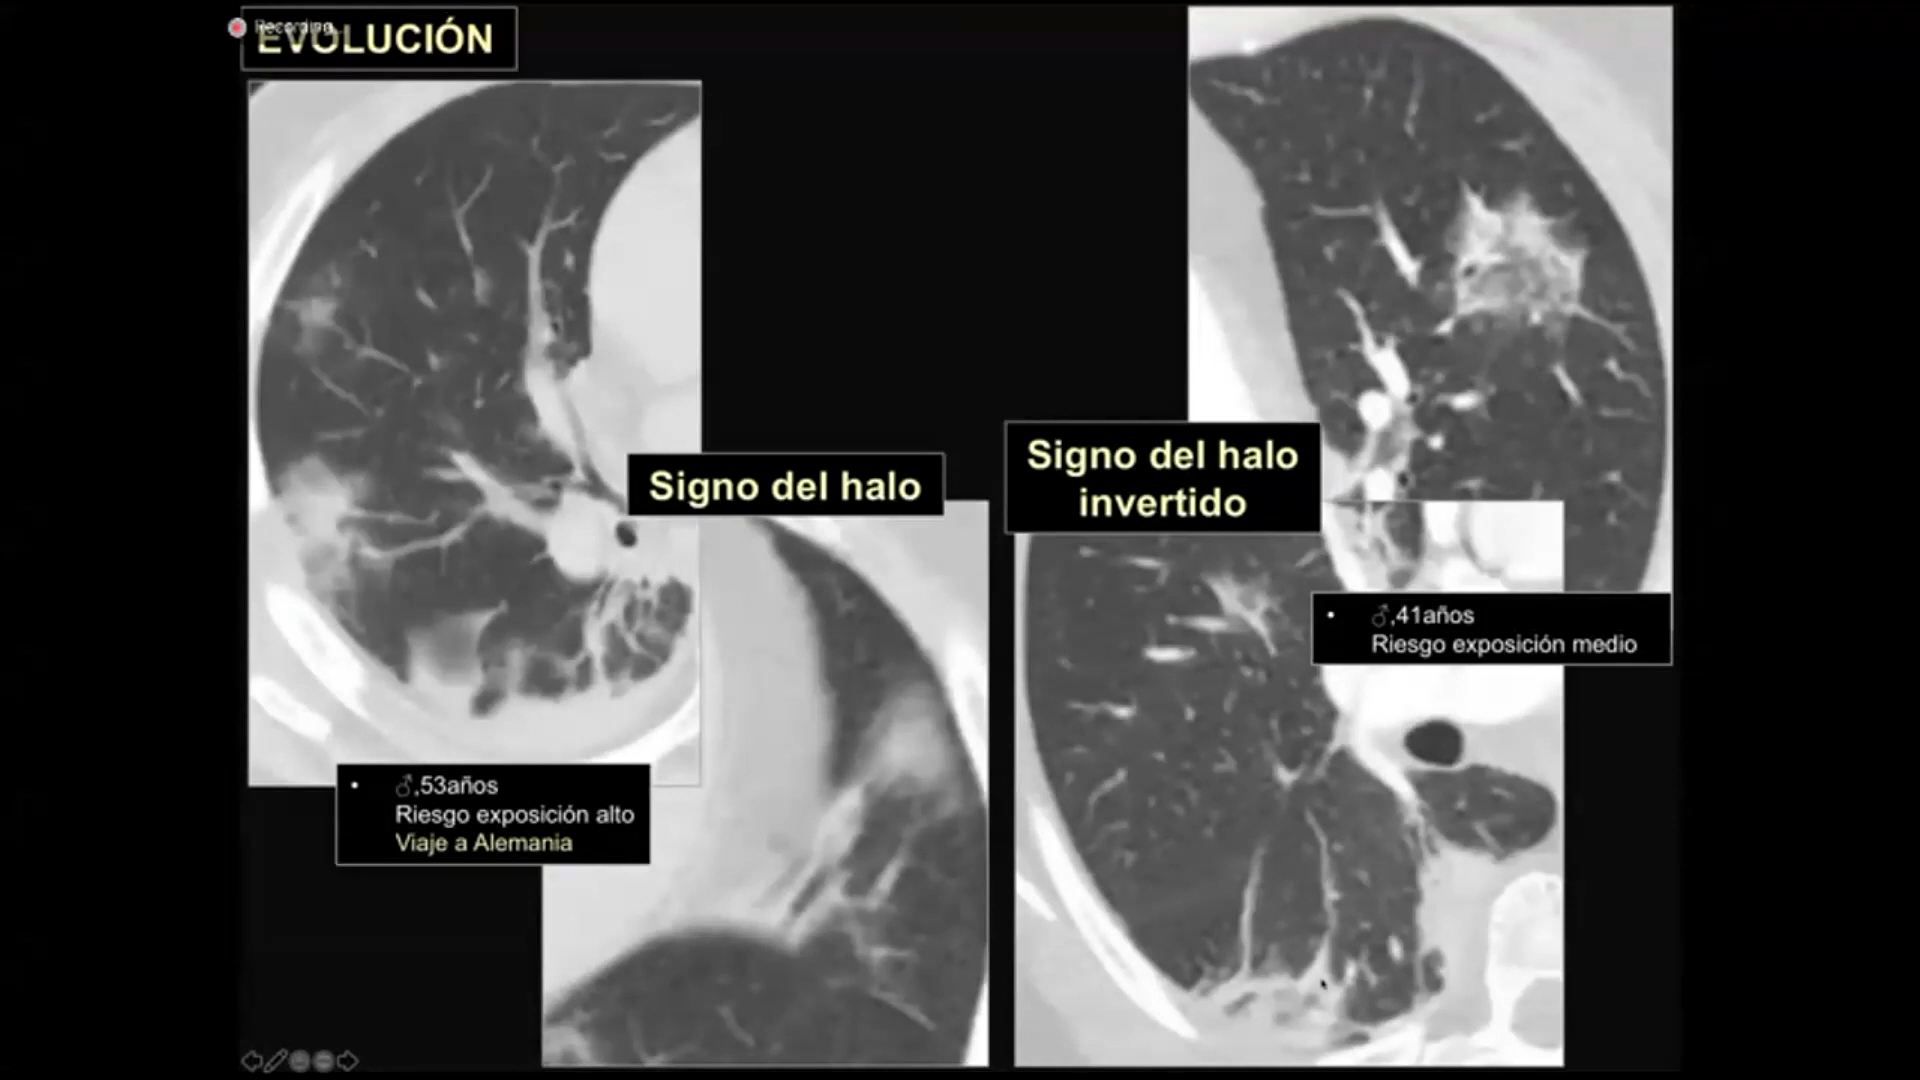 Recording...
EVOLUCIÓN
Signo del halo
Signo del halo
invertido
• ♂,41años
Riesgo exposición medio
• ♂,53años
Riesgo exposición alto
Viaje a Alemania